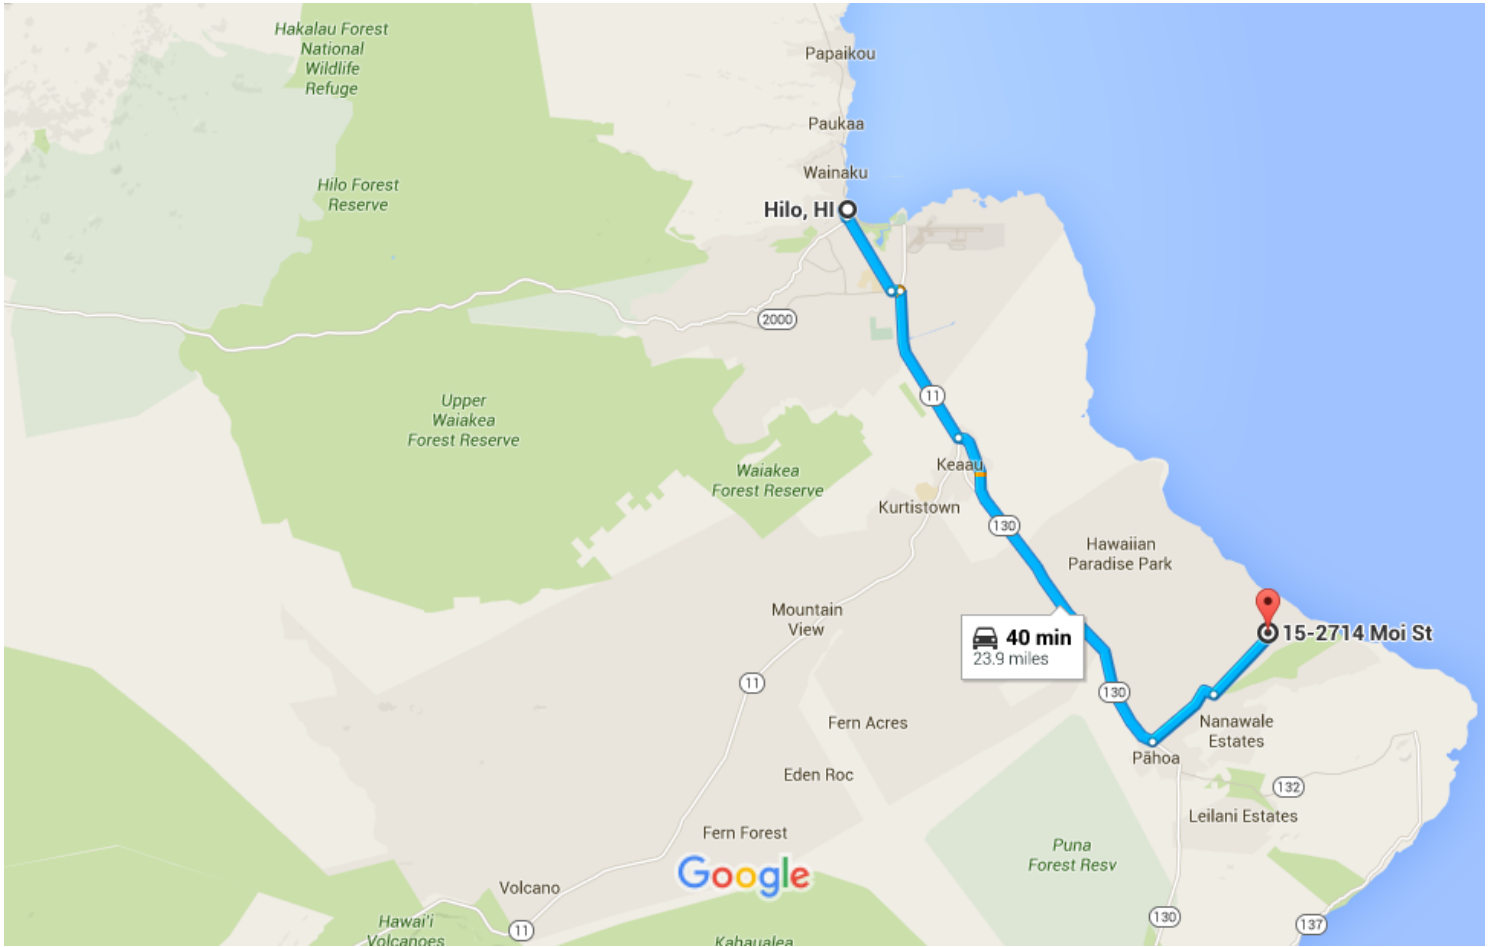 Hakalau Forest
National
Wildlife
Refuge
Papaikou
Paukaa
Wainaku
Hilo Forest
Reserve
Hilo, HI
2000
11
Upper
Waiakea
Forest Reserve
Waiakea
Forest Reserve
Keaau
Kurtistown
130
Hawaiian
Paradise Park
Mountain
View
40 min
23.9 miles
15-2714 Moi St
11
130
Fern Acres
Nanawale
Estates
Pāhoa
Eden Roc
132
Leilani Estates
Fern Forest
Puna
Forest Resv
Google
Volcano
11
Hawai'i
Volcanoes
Kahaualea
130
137